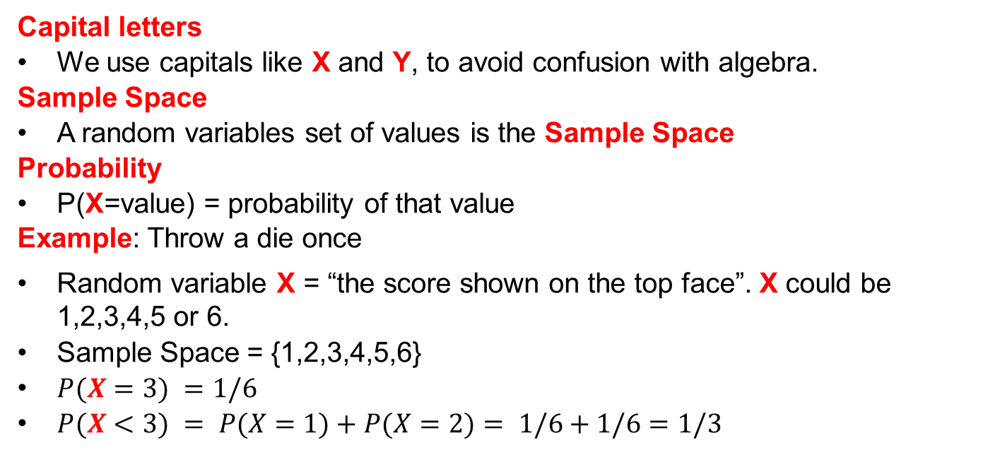 Capital letters
• We use capitals like X and Y, to avoid confusion with algebra.
Sample Space
• A random variables set of values is the Sample Space
Probability
• P(X=value) = probability of that value
Example: Throw a die once
• Random variable X = “the score shown on the top face”. X could be
1,2,3,4,5 or 6.
• Sample Space = {1,2,3,4,5,6}
• P(X = 3) = 1/6
• P(X < 3) = P(X = 1) + P(X = 2) = 1/6 + 1/6 = 1/3